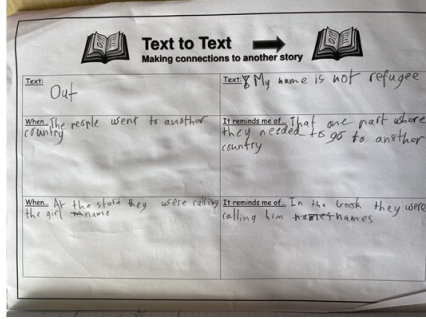 Text to Text
Making connections to another story
Text:
Out
Text: My name is not refugee
When The people went to another
country
It reminds me of... That one part where
they needed to go to another
country
When At the start they were calling
the girl name
It reminds me of... In the book they were
calling him names